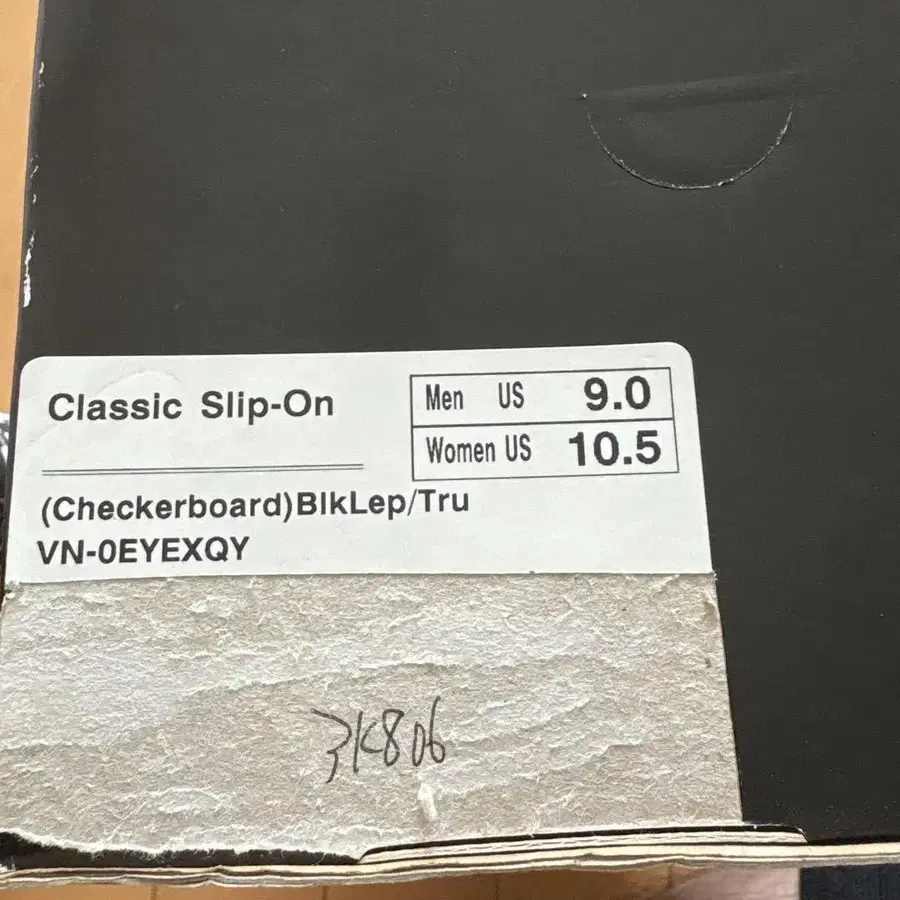 Classic Slip-On
Men US 9.0
Women US 10.5
(Checkerboard)BlkLep/Tru
VN-0EYEXQY